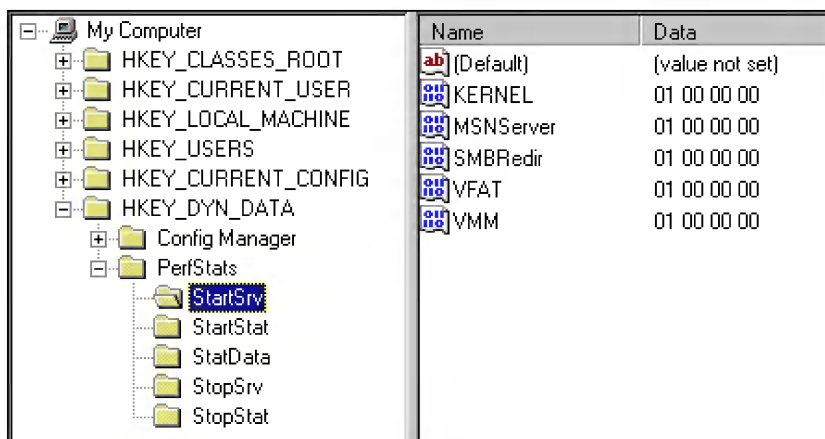 My Computer
HKEY_CLASSES_ROOT
HKEY_CURRENT_USER
HKEY_LOCAL_MACHINE
HKEY_USERS
HKEY_CURRENT_CONFIG
HKEY_DYN_DATA
Config Manager
PerfStats
StartSrv
StartStat
StatData
StopSrv
StopStat
Name Data
(Default) (value not set)
KERNEL 01 00 00 00
MSNServer 01 00 00 00
SMBRedir 01 00 00 00
VFAT 01 00 00 00
VMM 01 00 00 00